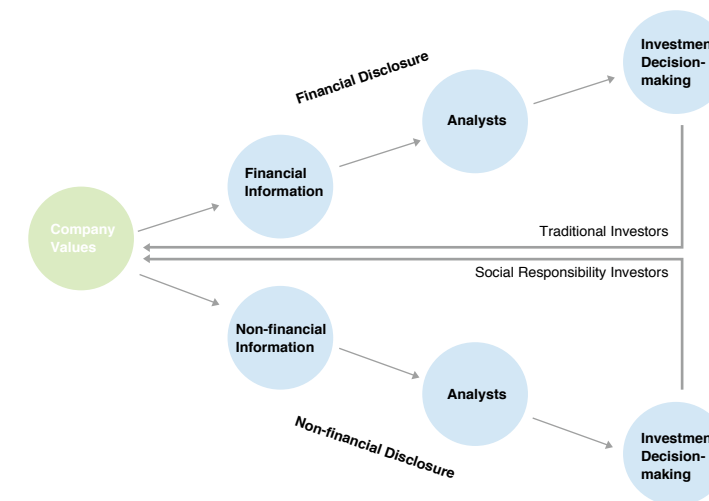 Financial Disclosure
Decision-
making
Analysts
Financial
Information
Company
Values
Traditional Investors
Social Responsibility Investors
Non-financial
Information
Analysts
Non-financial Disclosure
Decision-
making